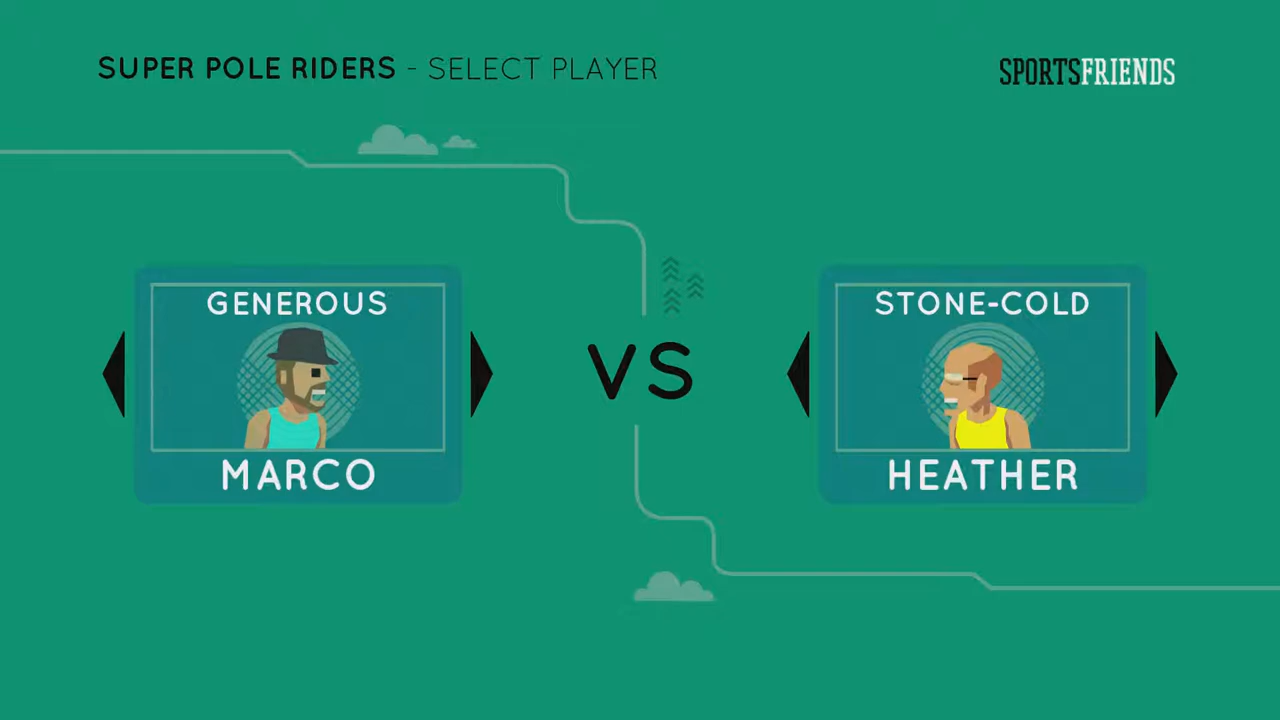 SUPER POLE RIDERS - SELECT PLAYER
SPORTSFRIENDS
GENEROUS
MARCO
VS
STONE-COLD
HEATHER